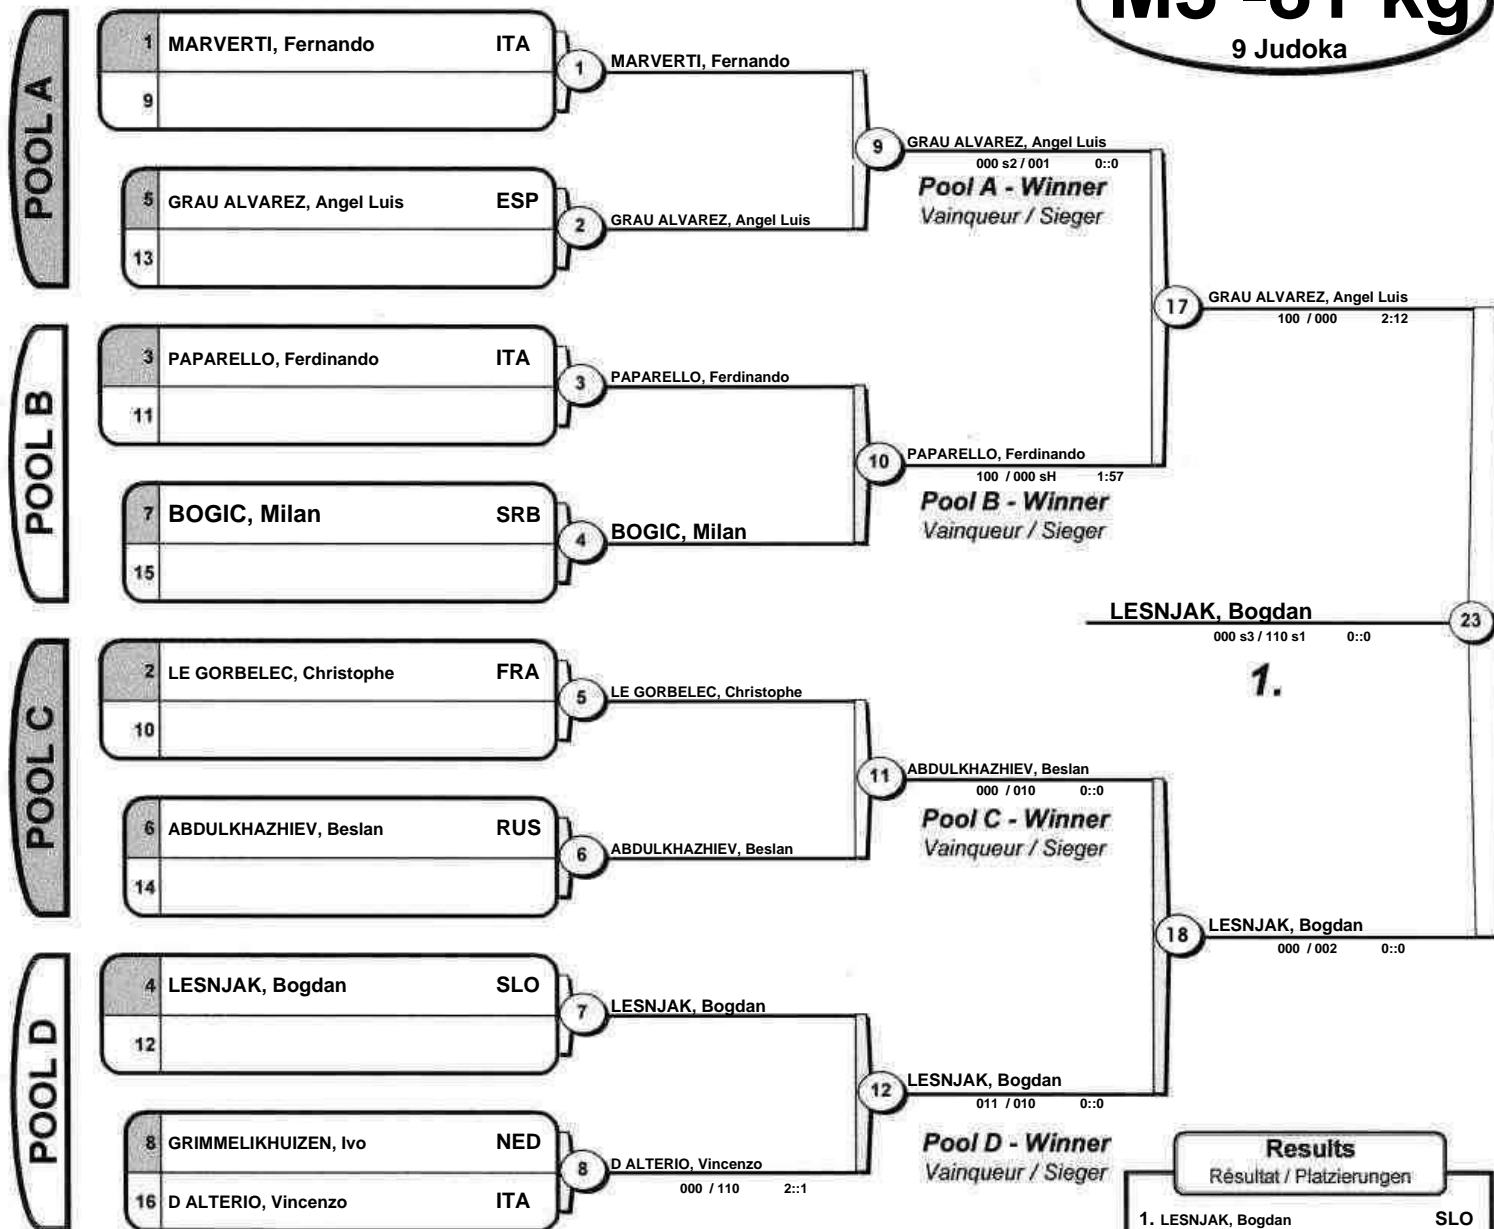 M5 -81 kg
9 Judoka
POOL A
1 MARVERTI, Fernando ITA
9
5 GRAU ALVAREZ, Angel Luis ESP
13
1 MARVERTI, Fernando
2 GRAU ALVAREZ, Angel Luis
9 GRAU ALVAREZ, Angel Luis
000 s2 / 001 0::0
Pool A - Winner
Vainqueur / Sieger
POOL B
3 PAPARELLO, Ferdinando ITA
11
7 BOGIC, Milan SRB
15
3 PAPARELLO, Ferdinando
4 BOGIC, Milan
10 PAPARELLO, Ferdinando
100 / 000 sH 1:57
Pool B - Winner
Vainqueur / Sieger
17 GRAU ALVAREZ, Angel Luis
100 / 000 2:12
LESNJAK, Bogdan 23
000 s3 / 110 s1 0::0
1.
POOL C
2 LE GORBELEC, Christophe FRA
10
6 ABDULKHAZHIEV, Beslan RUS
14
5 LE GORBELEC, Christophe
6 ABDULKHAZHIEV, Beslan
11 ABDULKHAZHIEV, Beslan
000 / 010 0::0
Pool C - Winner
Vainqueur / Sieger
POOL D
4 LESNJAK, Bogdan SLO
12
8 GRIMMELIKHUIZEN, Ivo NED
16 D ALTERIO, Vincenzo ITA
7 LESNJAK, Bogdan
8 D ALTERIO, Vincenzo
000 / 110 2::1
12 LESNJAK, Bogdan
011 / 010 0::0
Pool D - Winner
Vainqueur / Sieger
18 LESNJAK, Bogdan
000 / 002 0::0
Results
Résultat / Platzierungen
1. LESNJAK, Bogdan SLO